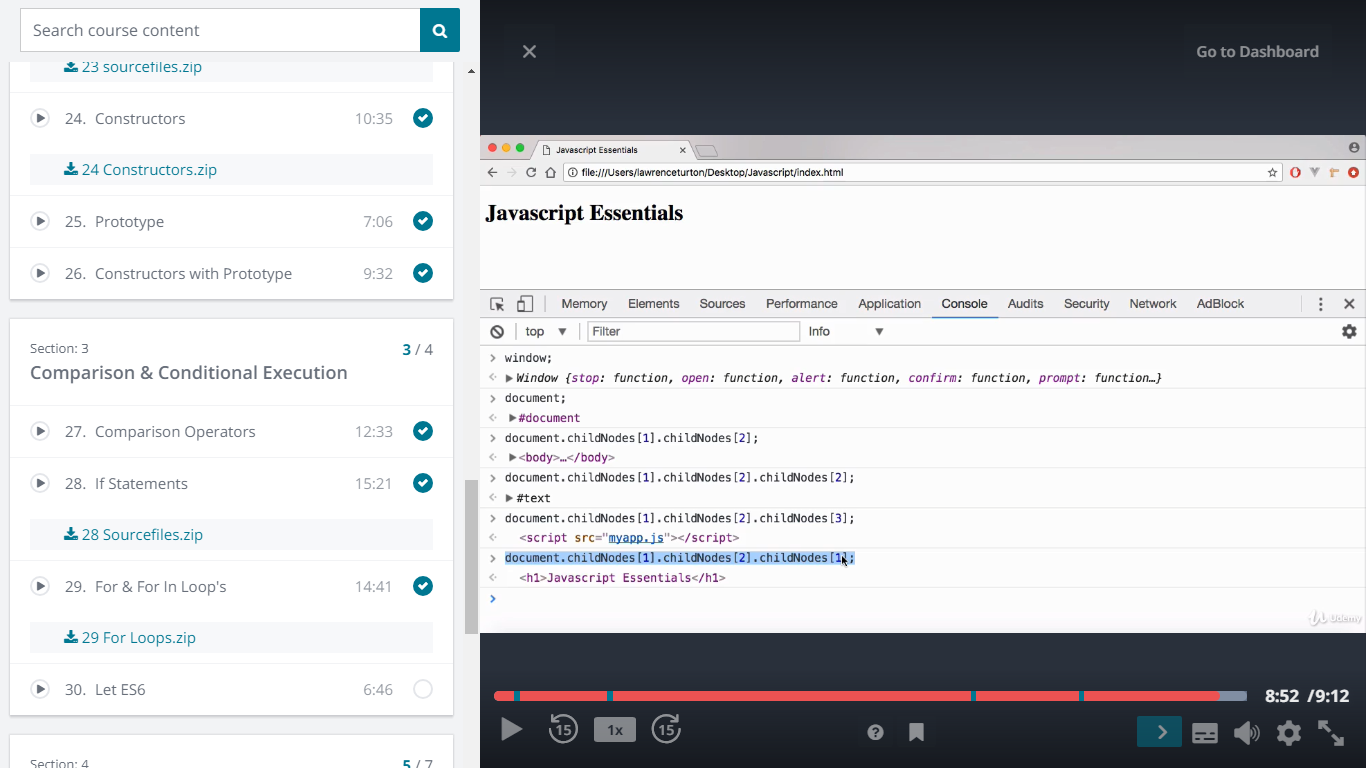 Search course content
23 sourcefiles.zip
24. Constructors 10:35
24 Constructors.zip
25. Prototype 7:06
26. Constructors with Prototype 9:32
Section: 3 3 / 4
Comparison & Conditional Execution
27. Comparison Operators 12:33
28. If Statements 15:21
28 Sourcefiles.zip
29. For & For In Loop's 14:41
29 For Loops.zip
30. Let ES6 6:46
Section: 4 5 / 7
Go to Dashboard
Javascript Essentials
file:///Users/lawrenceturton/Desktop/Javascript/index.html
Javascript Essentials
Memory Elements Sources Performance Application Console Audits Security Network AdBlock
top Filter Info
window;
Window {stop: function, open: function, alert: function, confirm: function, prompt: function…}
document;
#document
document.childNodes[1].childNodes[2];
<body>…</body>
document.childNodes[1].childNodes[2].childNodes[2];
#text
document.childNodes[1].childNodes[2].childNodes[3];
<script src="myapp.js"></script>
document.childNodes[1].childNodes[2].childNodes[1];
<h1>Javascript Essentials</h1>
Udemy
8:52 / 9:12
15 1x 15